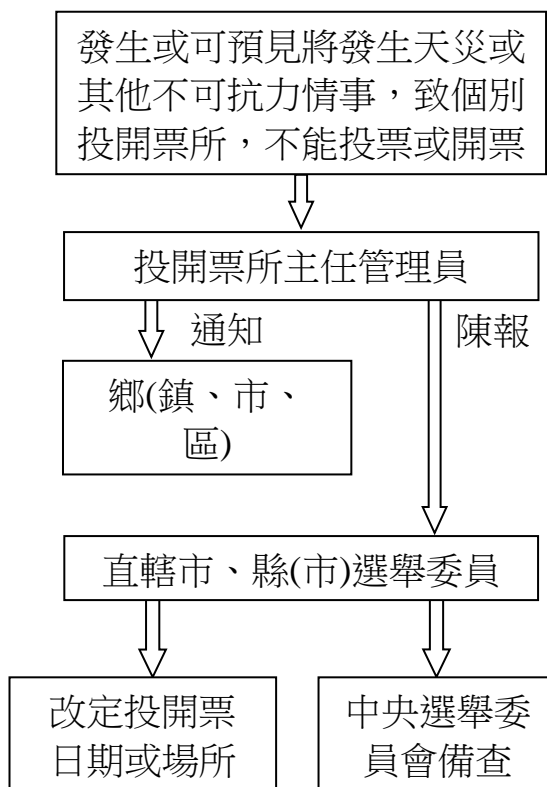 發生或可預見將發生天災或
其他不可抗力情事，致個別
投開票所，不能投票或開票
投開票所主任管理員
通知
陳報
鄉(鎮、市、
區)
直轄市、縣(市)選舉委員
改定投開票
日期或場所
中央選舉委
員會備查